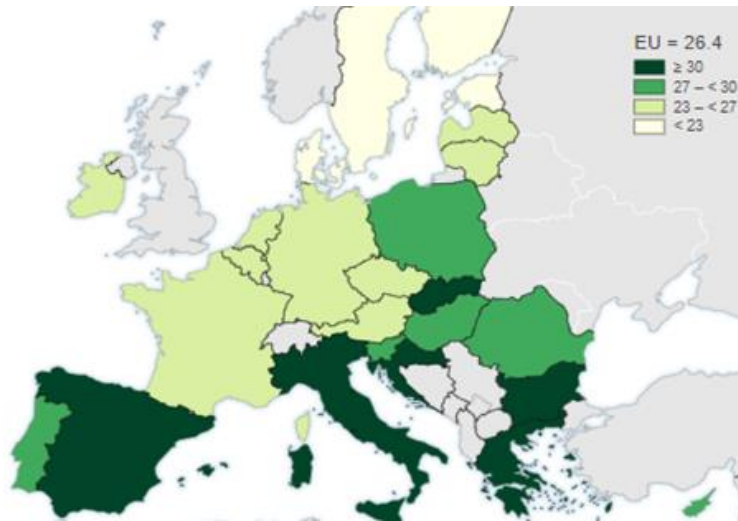 EU = 26.4
≥ 30
27 – < 30
23 – < 27
< 23